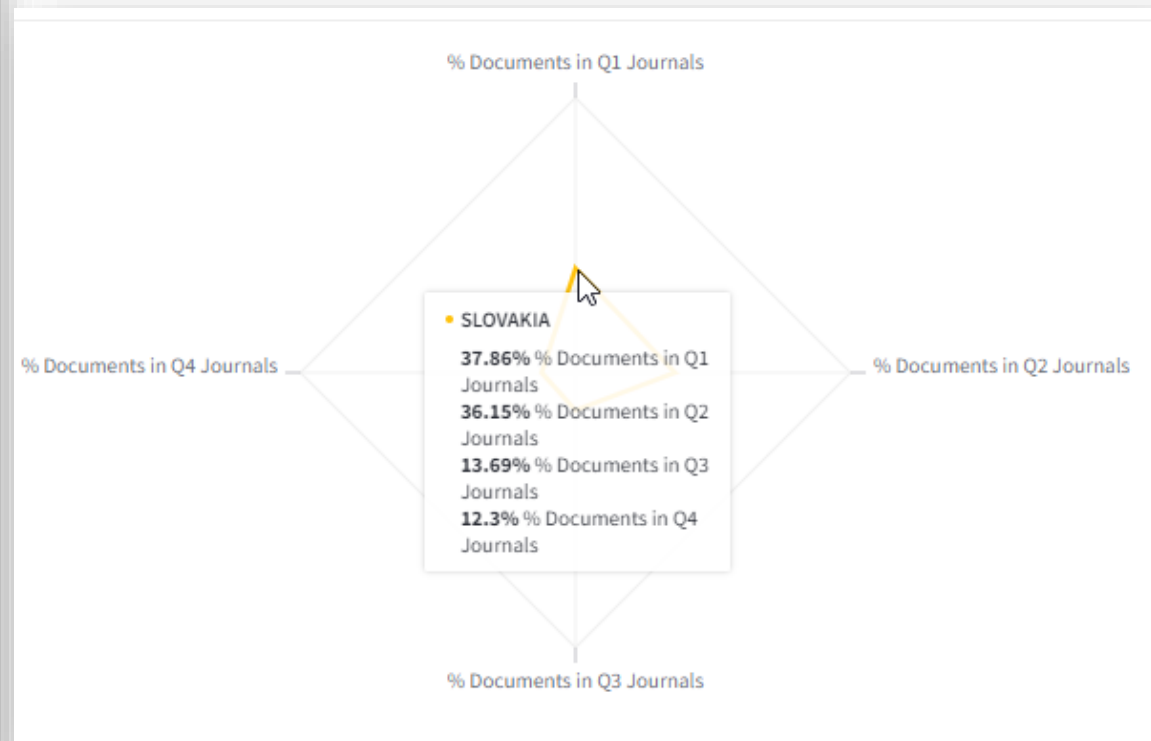 % Documents in Q1 Journals
SLOVAKIA
37.86% % Documents in Q1
Journals
% Documents in Q4 Journals
% Documents in Q2 Journals
36.15% % Documents in Q2
Journals
13.69% % Documents in Q3
Journals
12.3% % Documents in Q4
Journals
% Documents in Q3 Journals